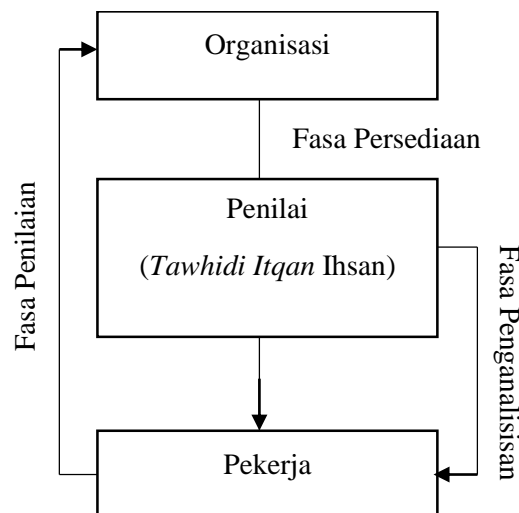 Organisasi
Fasa Persediaan
Penilai
(Tawhidi Itqan Ihsan)
Fasa Penilaian
Fasa Penganalisisan
Pekerja